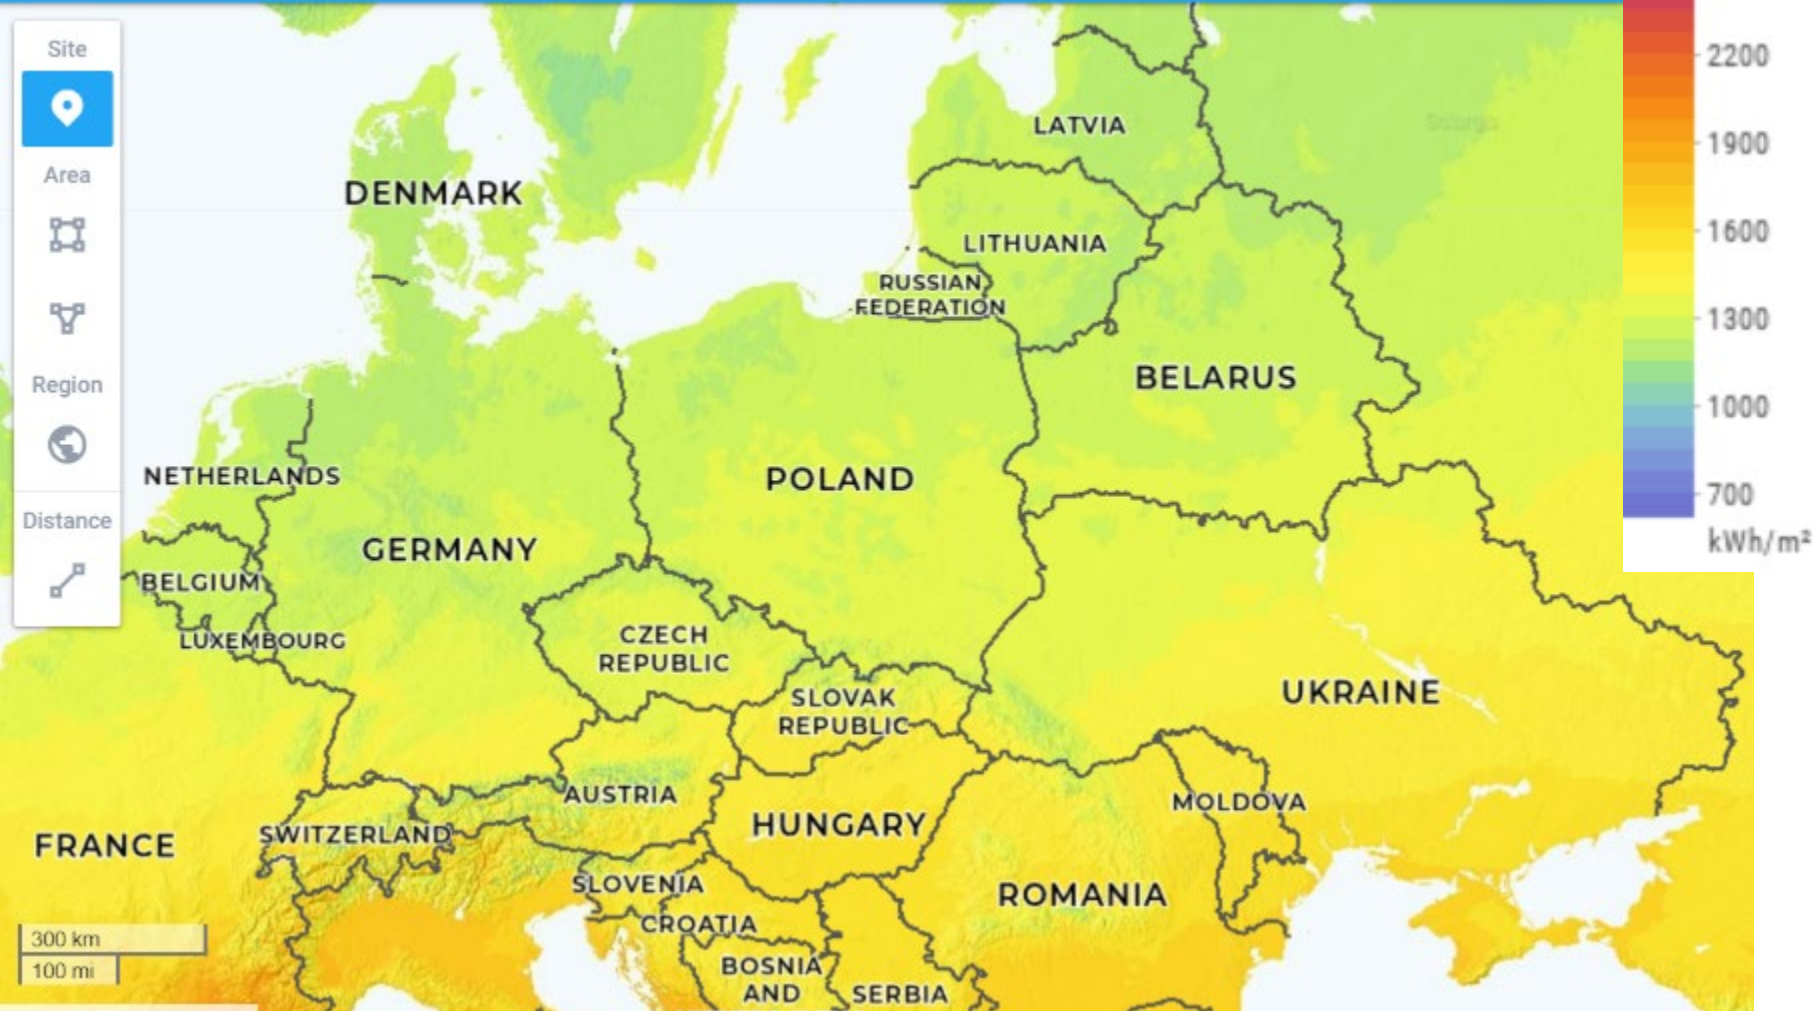 Site
Area
Region
Distance
2200
1900
1600
1300
1000
700
kWh/m²
LATVIA
DENMARK
LITHUANIA
RUSSIAN
FEDERATION
BELARUS
NETHERLANDS
POLAND
GERMANY
BELGIUM
LUXEMBOURG
CZECH
REPUBLIC
SLOVAK
REPUBLIC
UKRAINE
AUSTRIA
MOLDOVA
HUNGARY
SWITZERLAND
FRANCE
SLOVENIA
ROMANIA
CROATIA
BOSNIA
AND
SERBIA
300 km
100 mi